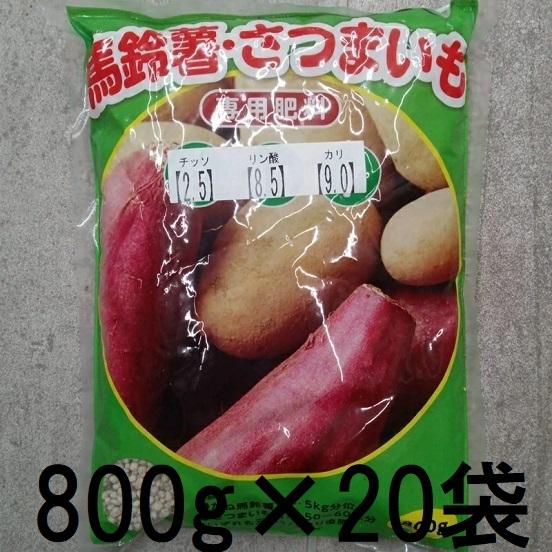 馬鈴薯・さつまいも
専用肥料
チッソ リン酸 カリ
【2.5】 【8.5】 【9.0】
800g×20袋